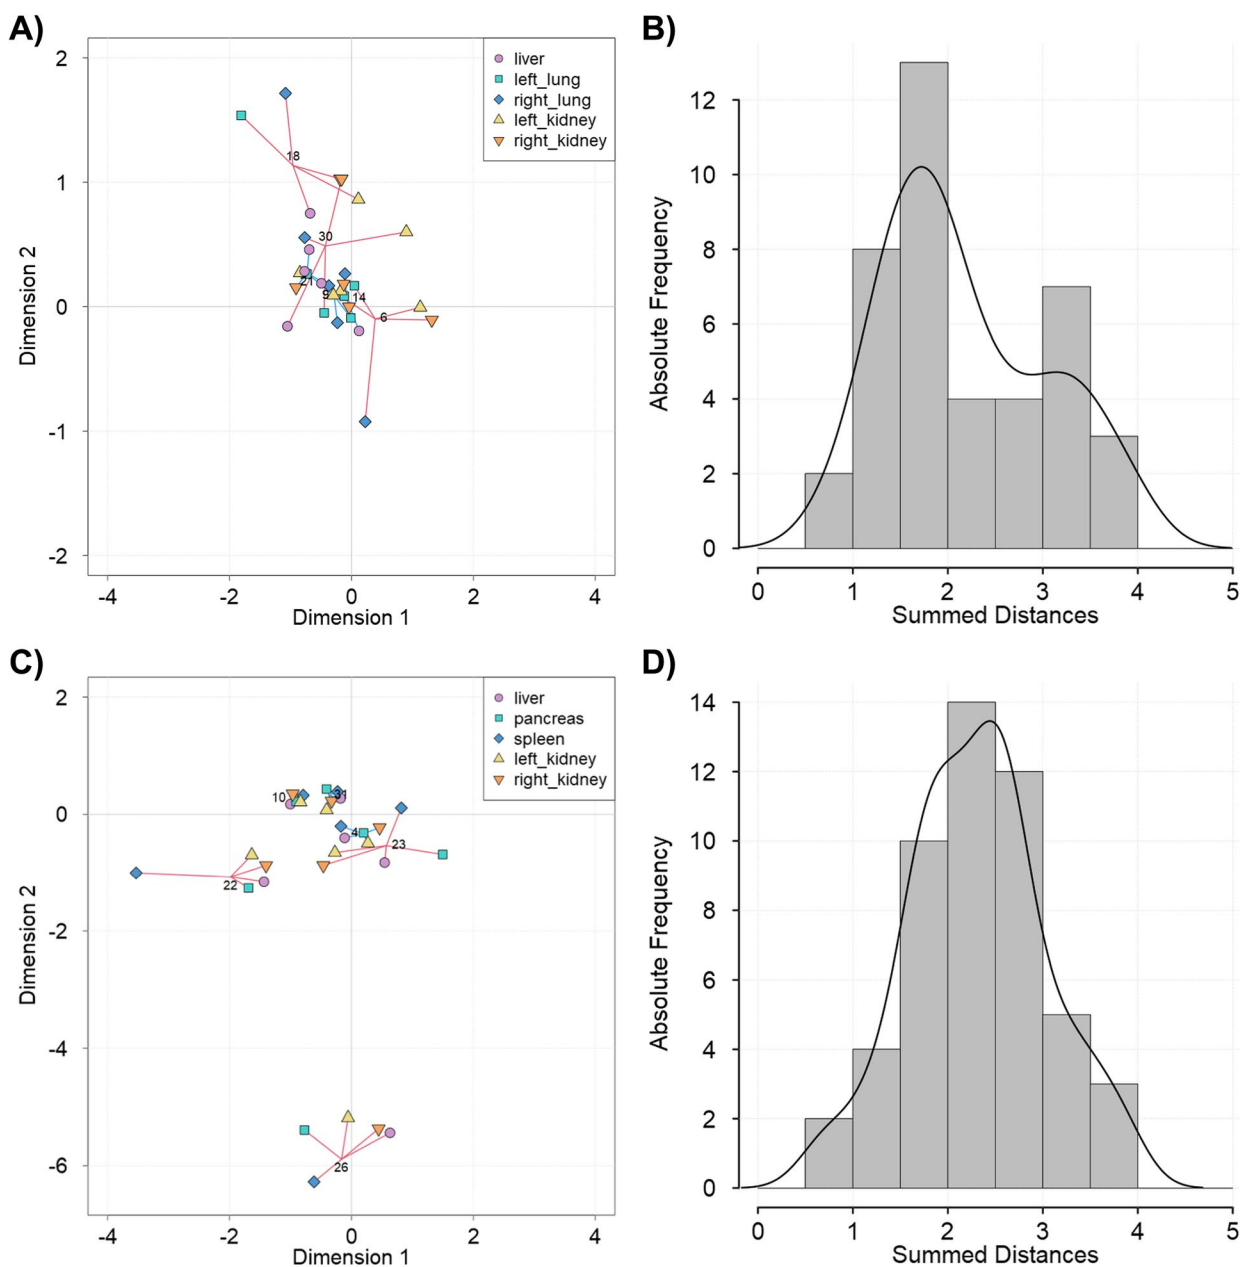 A)
2
1
0
-1
-2
-4
-2
0
2
4
Dimension 1
Dimension 2
liver
left_lung
right_lung
left_kidney
right_kidney
18
30
21
9
14
6
B)
12
10
8
6
4
2
0
Absolute Frequency
0
1
2
3
4
5
Summed Distances
C)
2
0
-2
-4
-6
-4
-2
0
2
4
Dimension 1
Dimension 2
liver
pancreas
spleen
left_kidney
right_kidney
10
31
4
23
22
26
D)
14
12
10
8
6
4
2
0
Absolute Frequency
0
1
2
3
4
5
Summed Distances